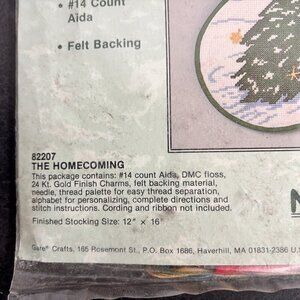 • #14 Count
Aida
• Felt Backing
82207
THE HOMECOMING
This package contains: #14 count Aida, DMC floss,
24 Kt. Gold Finish Charms, felt backing material,
needle, thread palette for easy thread separation,
alphabet for personalizing, complete directions and
stitch instructions. Cording and ribbon not included.
Finished Stocking Size: 12" × 16"
Gare® Crafts, 165 Rosemont St., P.O. Box 1686, Haverhill, MA 01831-2386 U.S